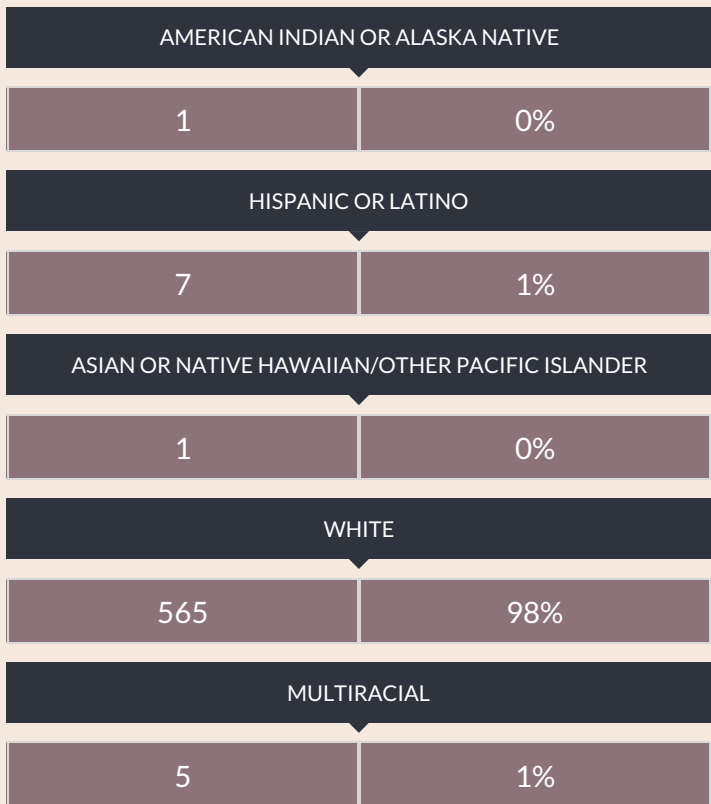 AMERICAN INDIAN OR ALASKA NATIVE
1 0%
HISPANIC OR LATINO
7 1%
ASIAN OR NATIVE HAWAIIAN/OTHER PACIFIC ISLANDER
1 0%
WHITE
565 98%
MULTIRACIAL
5 1%